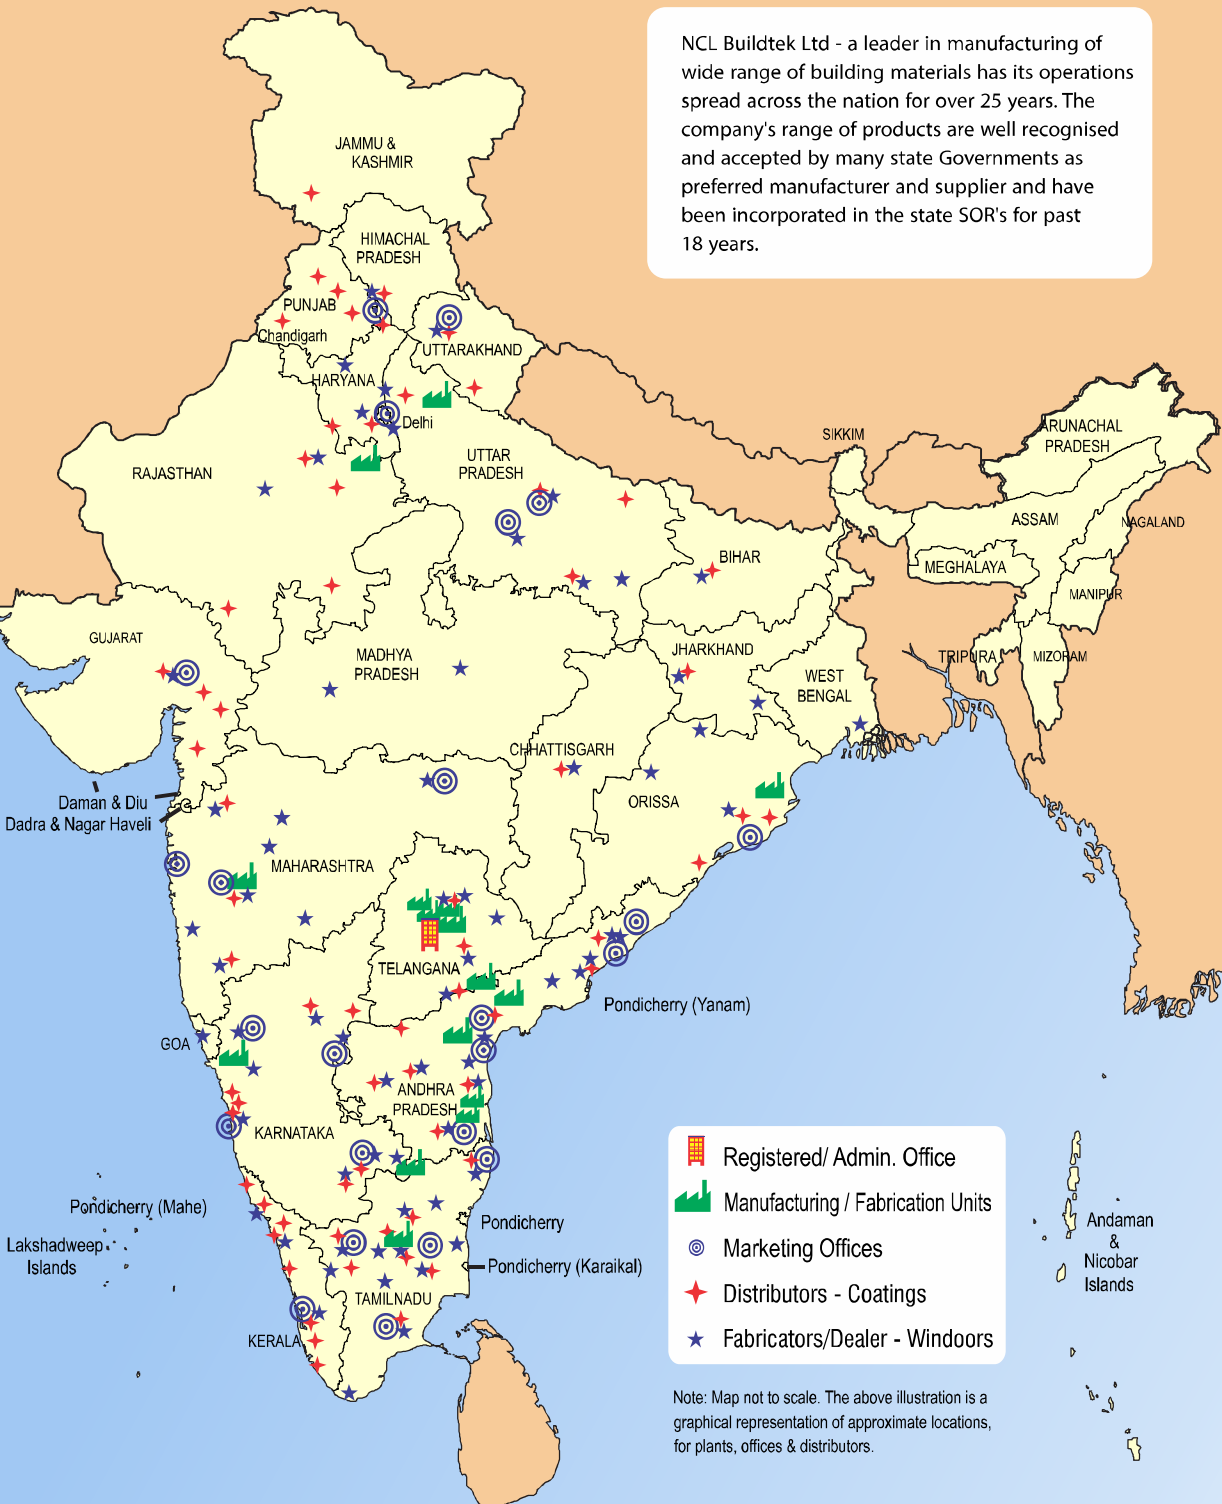 NCL Buildtek Ltd - a leader in manufacturing of
wide range of building materials has its operations
spread across the nation for over 25 years. The
company's range of products are well recognised
and accepted by many state Governments as
preferred manufacturer and supplier and have
been incorporated in the state SOR's for past
18 years.
JAMMU &
KASHMIR
HIMACHAL
PRADESH
PUNJAB
Chandigarh
UTTARAKHAND
HARYANA
Delhi
RAJASTHAN
UTTAR
PRADESH
SIKKIM
ARUNACHAL
PRADESH
ASSAM
NAGALAND
BIHAR
MEGHALAYA
MANIPUR
GUJARAT
MADHYA
PRADESH
JHARKHAND
TRIPURA
MIZORAM
WEST
BENGAL
CHHATTISGARH
Daman & Diu
Dadra & Nagar Haveli
ORISSA
MAHARASHTRA
TELANGANA
Pondicherry (Yanam)
GOA
ANDHRA
PRADESH
KARNATAKA
Pondicherry (Mahe)
Lakshadweep
Islands
Pondicherry
Pondicherry (Karaikal)
TAMILNADU
KERALA
Andaman
&
Nicobar
Islands
Registered/ Admin. Office
Manufacturing / Fabrication Units
Marketing Offices
Distributors - Coatings
Fabricators/Dealer - Windoors
Note: Map not to scale. The above illustration is a
graphical representation of approximate locations,
for plants, offices & distributors.